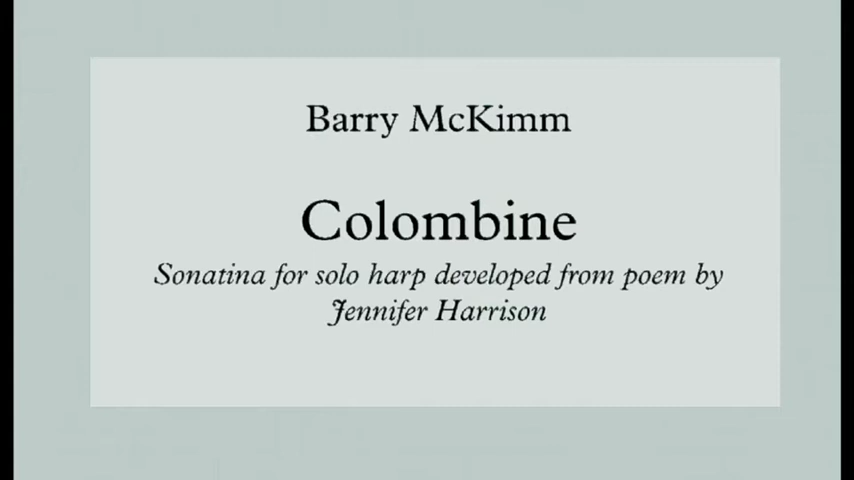 Barry McKimm
Colombine
Sonatina for solo harp developed from poem by
Jennifer Harrison